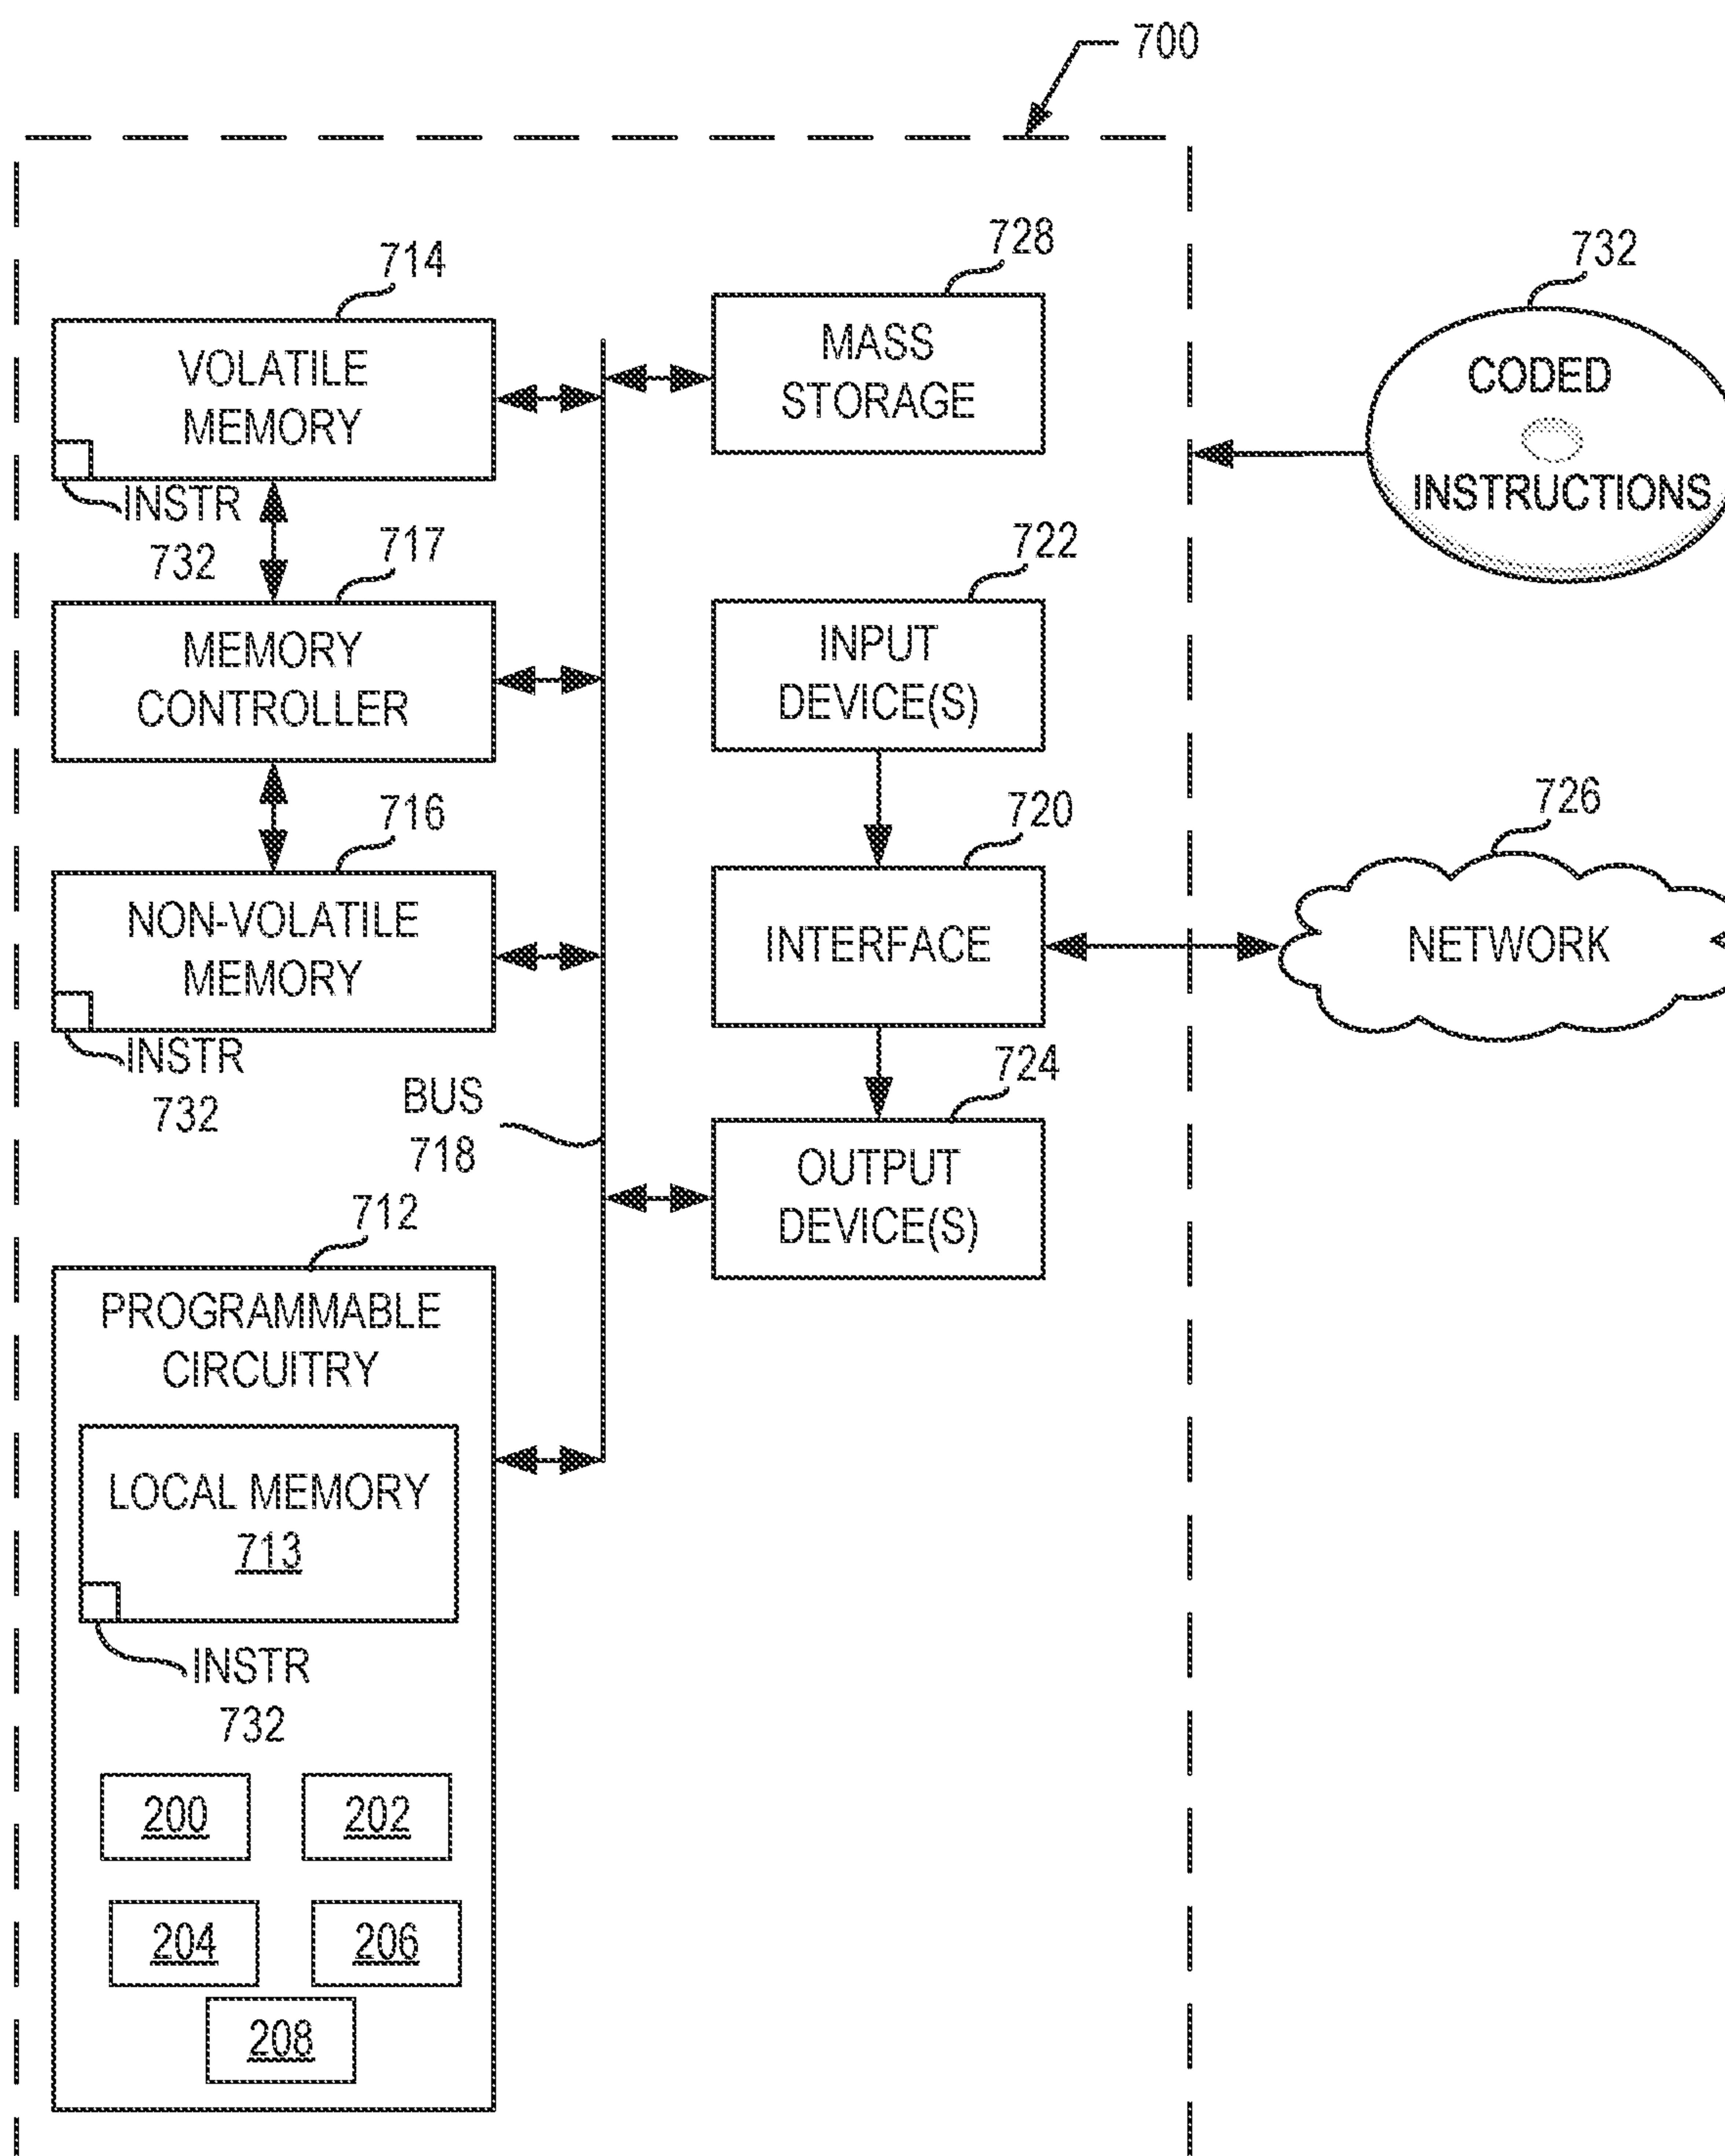 700
714
VOLATILE
MEMORY
INSTR
732
717
MEMORY
CONTROLLER
716
NON-VOLATILE
MEMORY
INSTR
732
BUS
718
712
PROGRAMMABLE
CIRCUITRY
LOCAL MEMORY
713
INSTR
732
200
202
204
206
208
728
MASS
STORAGE
722
INPUT
DEVICE(S)
720
INTERFACE
724
OUTPUT
DEVICE(S)
732
CODED
INSTRUCTIONS
726
NETWORK